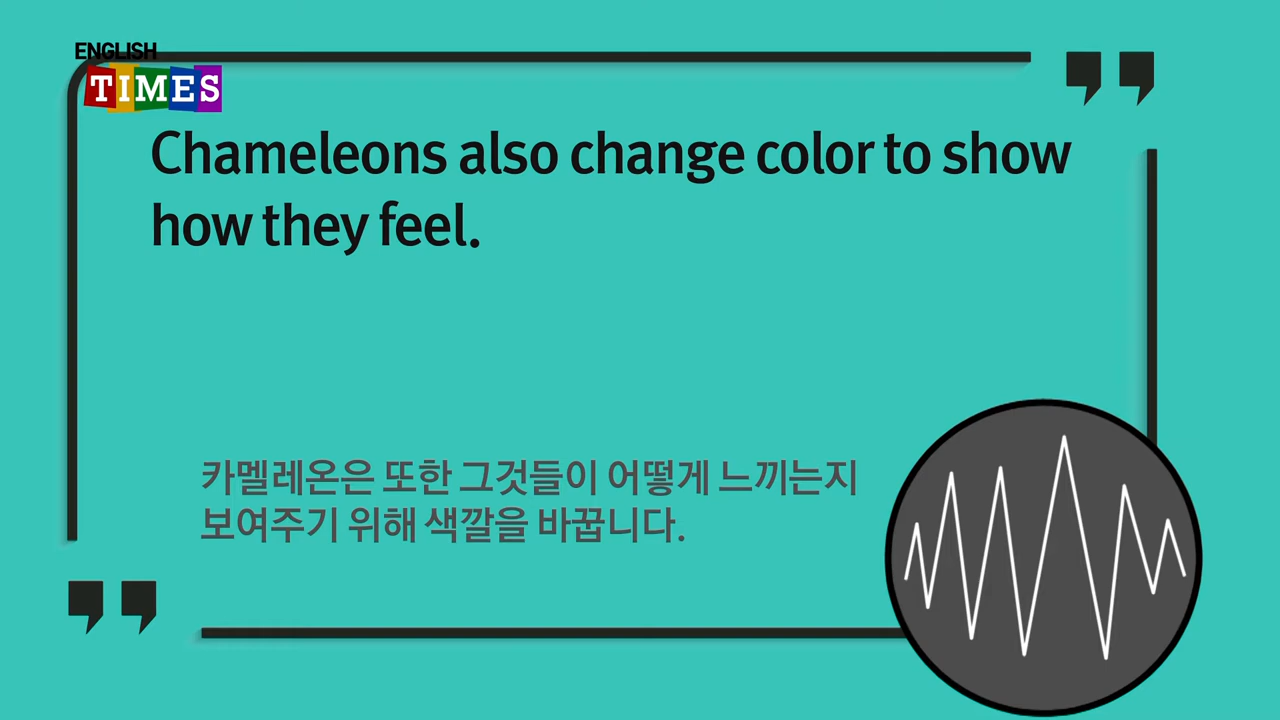 ENGLISH
TIMES
Chameleons also change color to show
how they feel.
카멜레온은 또한 그것들이 어떻게 느끼는지
보여주기 위해 색깔을 바꿉니다.